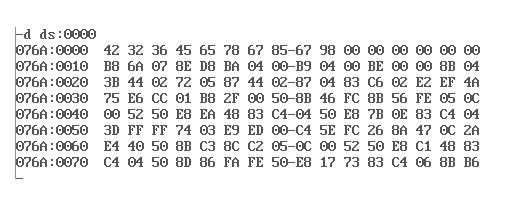 -d ds:0000
076A:0000 42 32 36 45 65 78 67 85-67 98 00 00 00 00 00 00
076A:0010 B8 6A 07 8E D8 BA 04 00-B9 04 00 BE 00 00 8B 04
076A:0020 3B 44 02 72 05 87 44 02-87 04 83 C6 02 E2 EF 4A
076A:0030 75 E6 CC 01 B8 2F 00 50-8B 46 FC 8B 56 FE 05 0C
076A:0040 00 52 50 E8 EA 48 83 C4-04 50 E8 7B 0E 83 C4 04
076A:0050 3D FF FF 74 03 E9 ED 00-C4 5E FC 26 8A 47 0C 2A
076A:0060 E4 40 50 8B C3 8C C2 05-0C 00 52 50 E8 C1 48 83
076A:0070 C4 04 50 8D 86 FA FE 50-E8 17 73 83 C4 06 8B B6
-